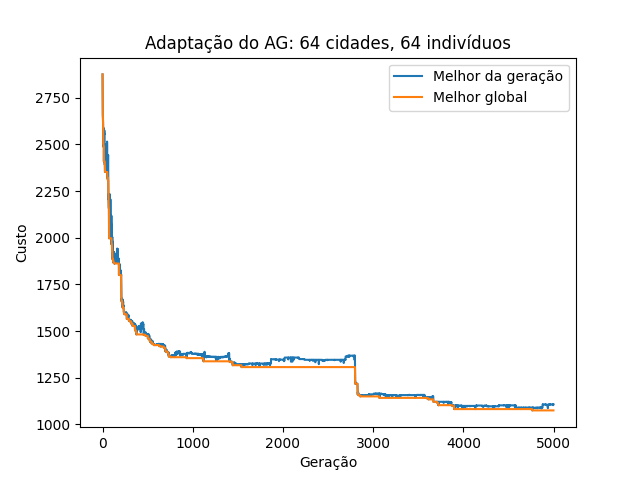 Adaptação do AG: 64 cidades, 64 indivíduos
Melhor da geração
Melhor global
Custo
2750
2500
2250
2000
1750
1500
1250
1000
0 1000 2000 3000 4000 5000
Geração